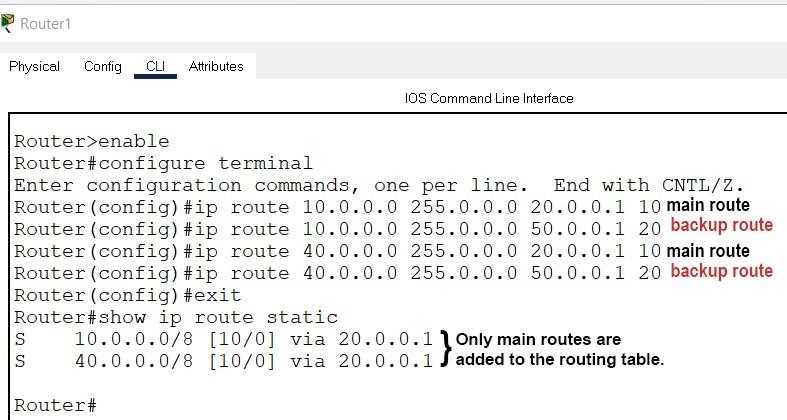 Router1
Physical Config CLI Attributes
IOS Command Line Interface
Router>enable
Router#configure terminal
Enter configuration commands, one per line.  End with CNTL/Z.
Router(config)#ip route 10.0.0.0 255.0.0.0 20.0.0.1 10 main route
Router(config)#ip route 10.0.0.0 255.0.0.0 50.0.0.1 20 backup route
Router(config)#ip route 40.0.0.0 255.0.0.0 20.0.0.1 10 main route
Router(config)#ip route 40.0.0.0 255.0.0.0 50.0.0.1 20 backup route
Router(config)#exit
Router#show ip route static
S    10.0.0.0/8 [10/0] via 20.0.0.1 } Only main routes are
S    40.0.0.0/8 [10/0] via 20.0.0.1 added to the routing table.
Router#